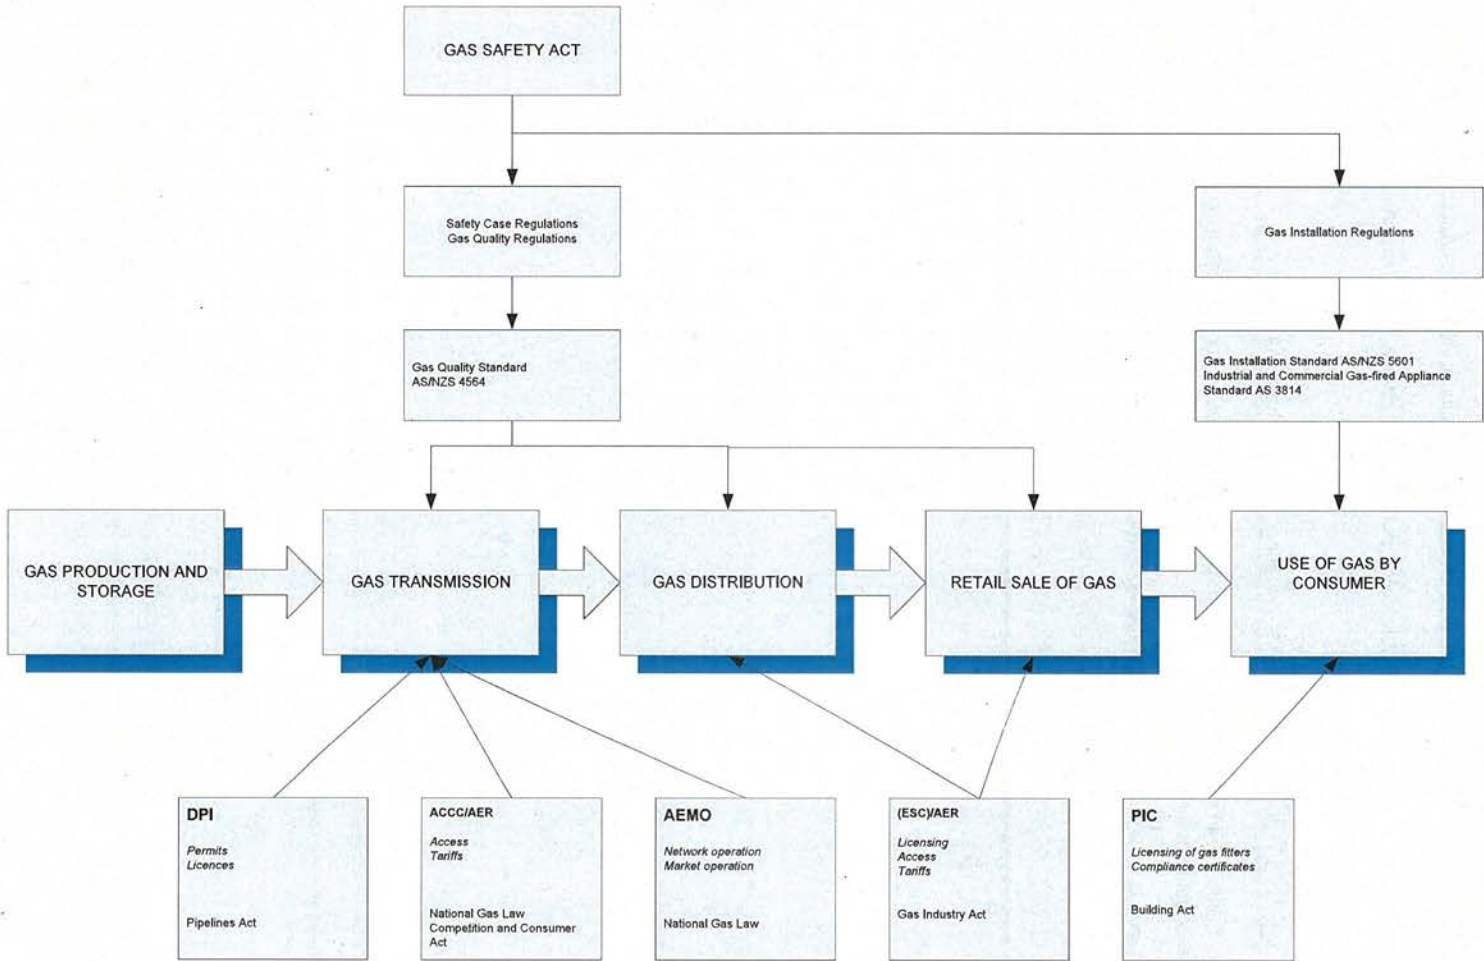 GAS SAFETY ACT
Safety Case Regulations
Gas Quality Regulations
Gas Installation Regulations
Gas Quality Standard
AS/NZS 4564
Gas Installation Standard AS/NZS 5601
Industrial and Commercial Gas-fired Appliance
Standard AS 3814
GAS PRODUCTION AND
STORAGE
GAS TRANSMISSION
GAS DISTRIBUTION
RETAIL SALE OF GAS
USE OF GAS BY
CONSUMER
DPI
Permits
Licences
Pipelines Act
ACCC/AER
Access
Tariffs
National Gas Law
Competition and Consumer
Act
AEMO
Network operation
Market operation
National Gas Law
(ESC)/AER
Licensing
Access
Tariffs
Gas Industry Act
PIC
Licensing of gas fitters
Compliance certificates
Building Act